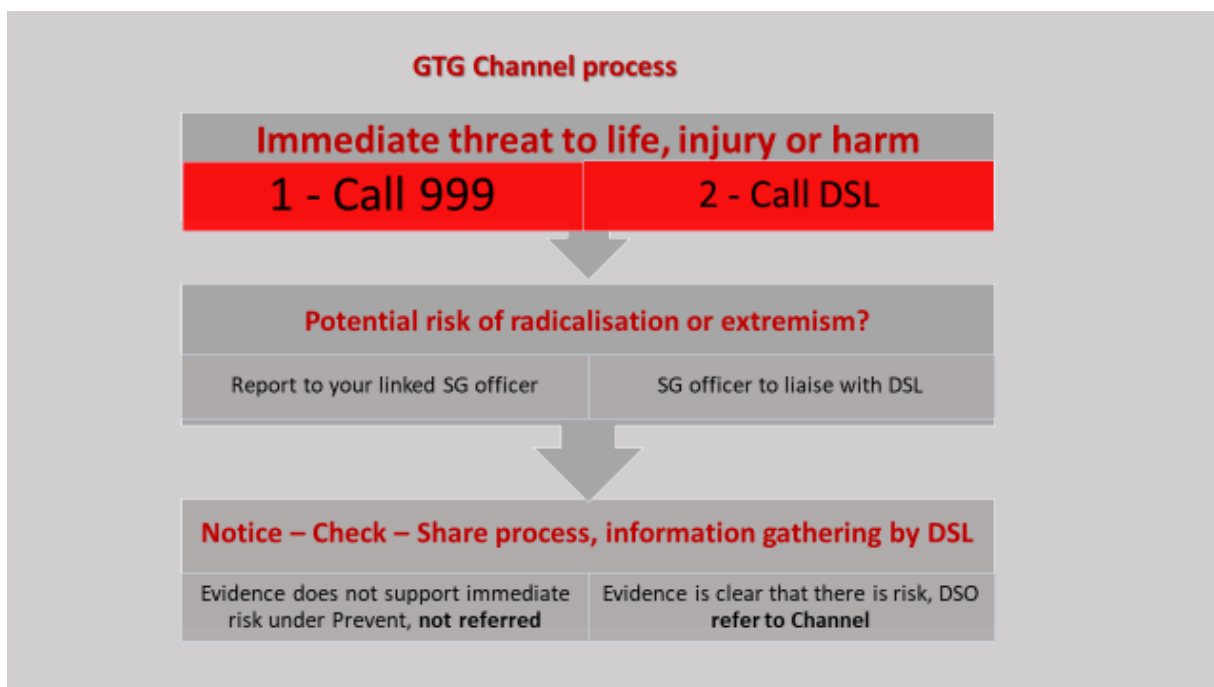 GTG Channel process
Immediate threat to life, injury or harm
1 - Call 999
2 - Call DSL
Potential risk of radicalisation or extremism?
Report to your linked SG officer
SG officer to liaise with DSL
Notice – Check – Share process, information gathering by DSL
Evidence does not support immediate
risk under Prevent, not referred
Evidence is clear that there is risk, DSO
refer to Channel